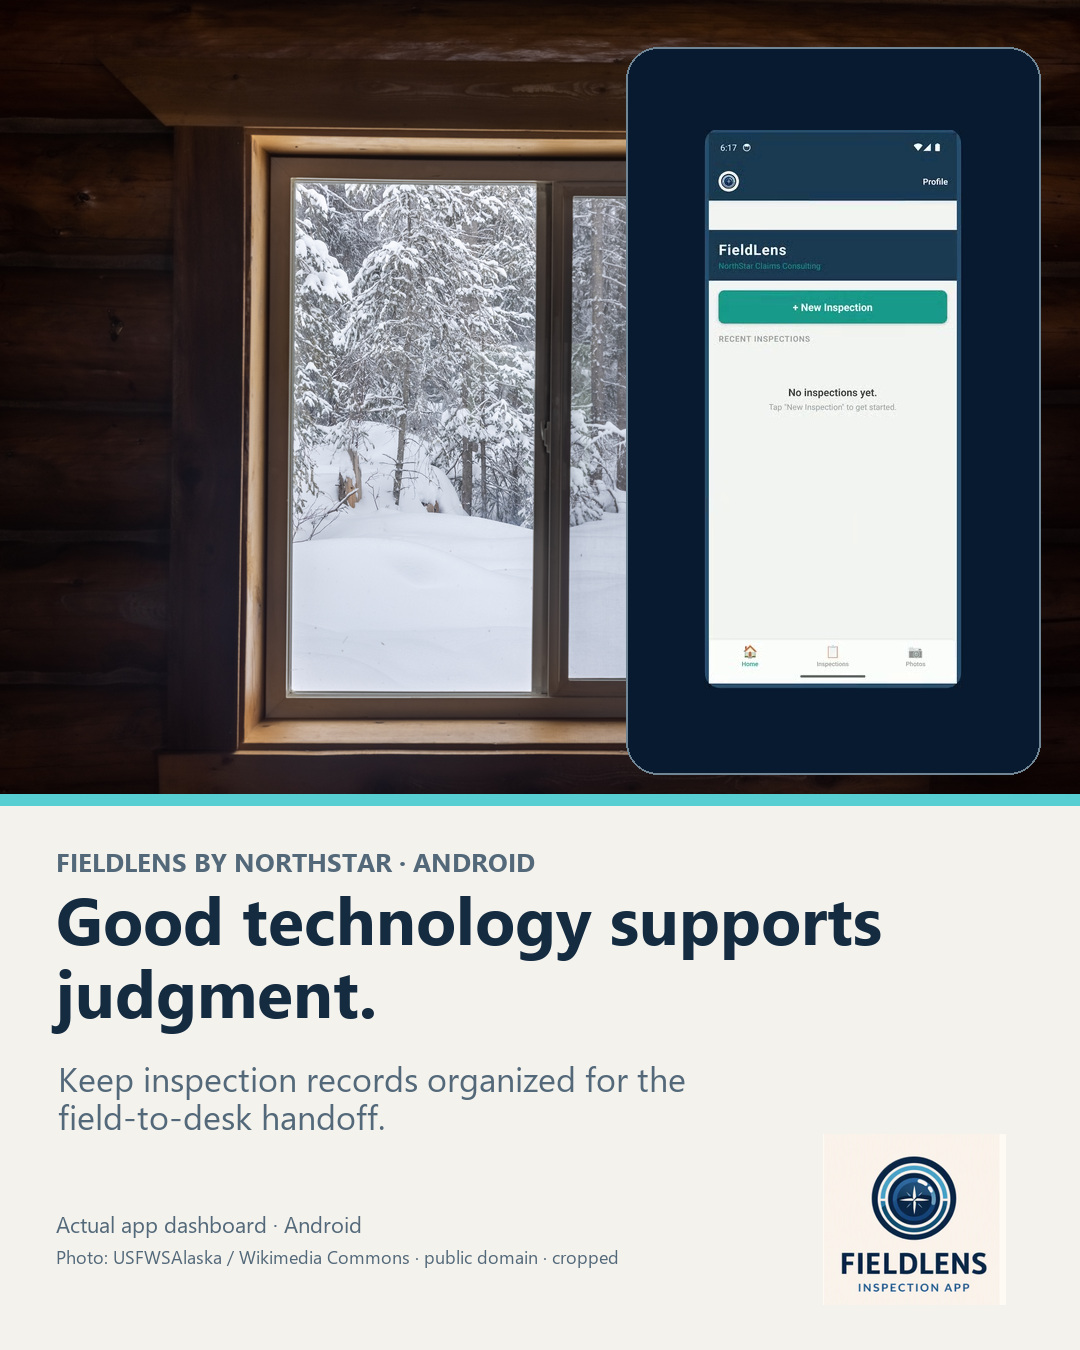 6:17
Profile
FieldLens
NorthStar Claims Consulting
+ New Inspection
RECENT INSPECTIONS
No inspections yet.
Tap "New Inspection" to get started.
Home
Inspections
Photos
FIELDLENS BY NORTHSTAR · ANDROID
Good technology supports
judgment.
Keep inspection records organized for the
field-to-desk handoff.
Actual app dashboard · Android
Photo: USFWSAlaska / Wikimedia Commons · public domain · cropped
FIELDLENS
INSPECTION APP